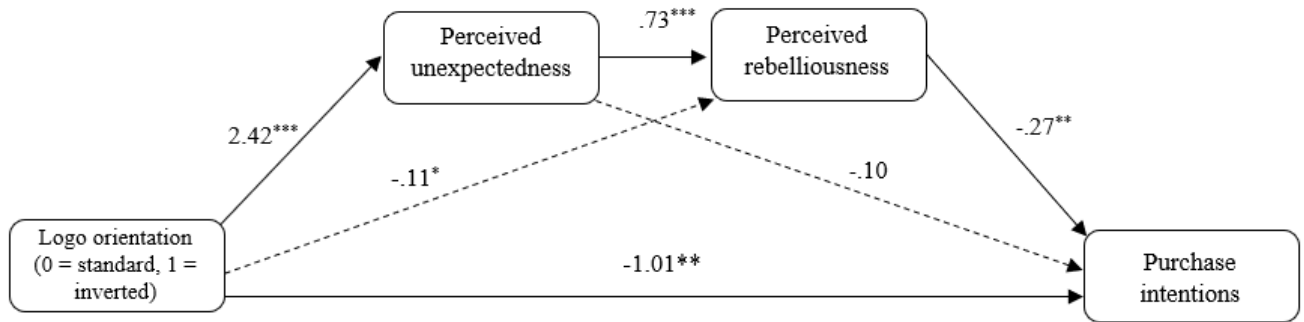 Perceived
unexpectedness
.73***
Perceived
rebelliousness
2.42***
-.11*
-.10
-.27**
Logo orientation
(0 = standard, 1 =
inverted)
-1.01**
Purchase
intentions